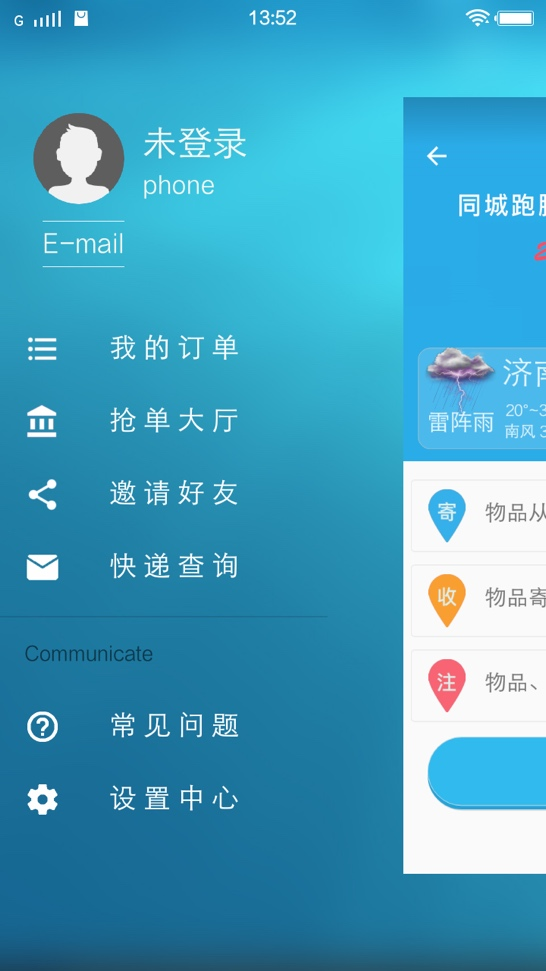 G
13:52
未登录
phone
E-mail
我的订单
抢单大厅
邀请好友
快递查询
Communicate
常见问题
设置中心
同城跑
济南
雷阵雨
20°~3
南风 3
寄
物品从
收
物品寄
注
物品、